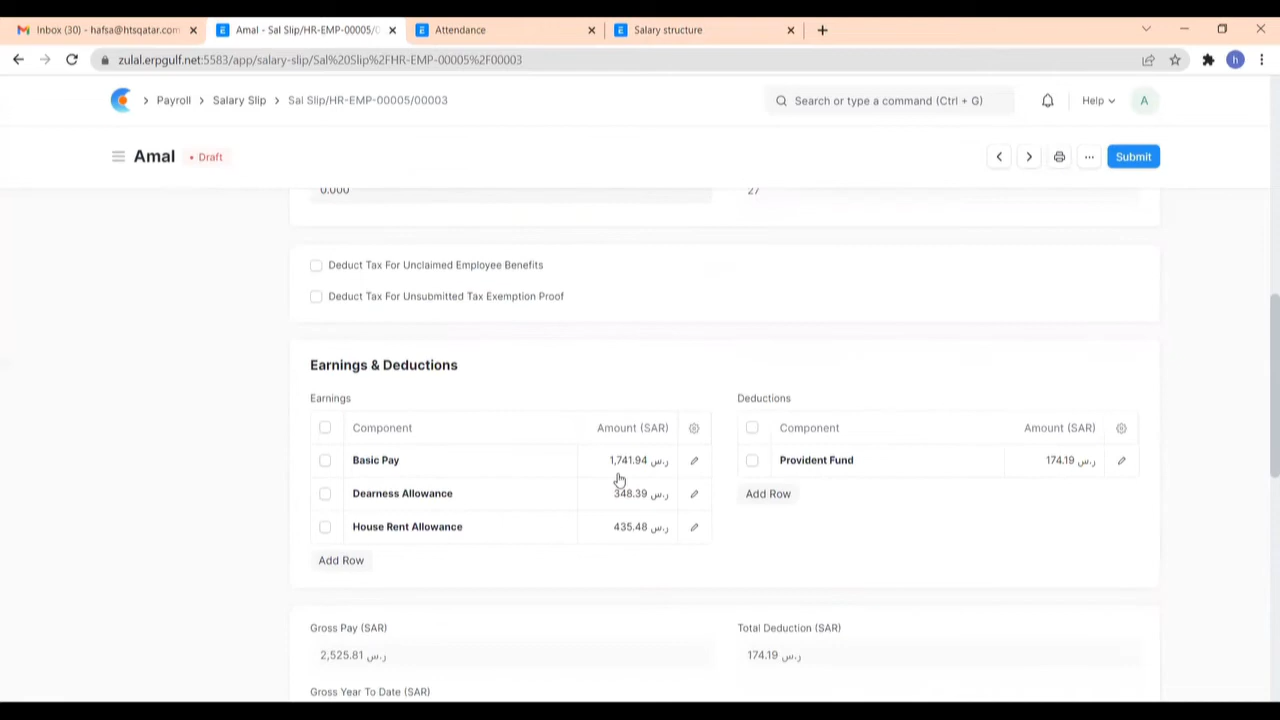 Inbox (30) - hafsa@htsqatar.com
Amal - Sal Slip/HR-EMP-00005/0
Attendance
Salary structure
zulal.erpgulf.net:5583/app/salary-slip/Sal%20Slip%2FHR-EMP-00005%2F00003
h
Payroll
Salary Slip
Sal Slip/HR-EMP-00005/00003
Search or type a command (Ctrl + G)
Help
A
Amal
Draft
Submit
0.000
27
Deduct Tax For Unclaimed Employee Benefits
Deduct Tax For Unsubmitted Tax Exemption Proof
Earnings & Deductions
Earnings
Deductions
Component Amount (SAR)
Component Amount (SAR)
Basic Pay 1,741.94 ر.س
Provident Fund 174.19 ر.س
Dearness Allowance 348.39 ر.س
Add Row
House Rent Allowance 435.48 ر.س
Add Row
Gross Pay (SAR)
Total Deduction (SAR)
2,525.81 ر.س
174.19 ر.س
Gross Year To Date (SAR)